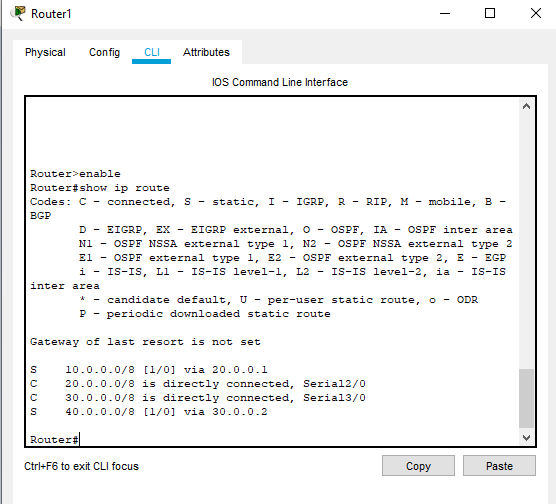 Router1
Physical Config CLI Attributes
IOS Command Line Interface
Router>enable
Router#show ip route
Codes: C - connected, S - static, I - IGRP, R - RIP, M - mobile, B -
BGP
D - EIGRP, EX - EIGRP external, O - OSPF, IA - OSPF inter area
N1 - OSPF NSSA external type 1, N2 - OSPF NSSA external type 2
E1 - OSPF external type 1, E2 - OSPF external type 2, E - EGP
i - IS-IS, L1 - IS-IS level-1, L2 - IS-IS level-2, ia - IS-IS
inter area
* - candidate default, U - per-user static route, o - ODR
P - periodic downloaded static route
Gateway of last resort is not set
S 10.0.0.0/8 [1/0] via 20.0.0.1
C 20.0.0.0/8 is directly connected, Serial2/0
C 30.0.0.0/8 is directly connected, Serial3/0
S 40.0.0.0/8 [1/0] via 30.0.0.2
Router#
Ctrl+F6 to exit CLI focus Copy Paste